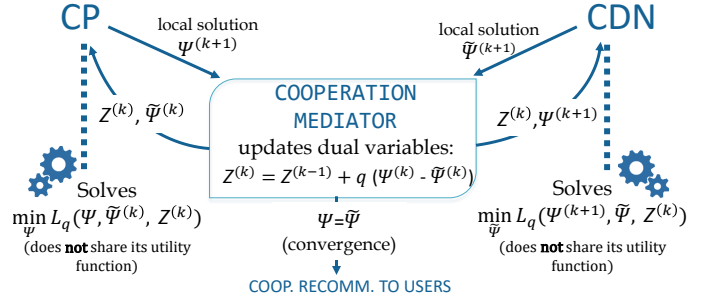 CP
local solution
Ψ^(k+1)
local solution
Ψ̃^(k+1)
CDN
Z^(k), Ψ̃^(k)
COOPERATION
MEDIATOR
updates dual variables:
Z^(k) = Z^(k-1) + q (Ψ^(k) - Ψ̃^(k))
Z^(k),Ψ^(k+1)
Solves
min_Ψ L_q(Ψ, Ψ̃^(k), Z^(k))
(does not share its utility
function)
Ψ=Ψ̃
(convergence)
COOP. RECOMM. TO USERS
Solves
min_Ψ̃ L_q(Ψ^(k+1), Ψ̃, Z^(k))
(does not share its utility
function)